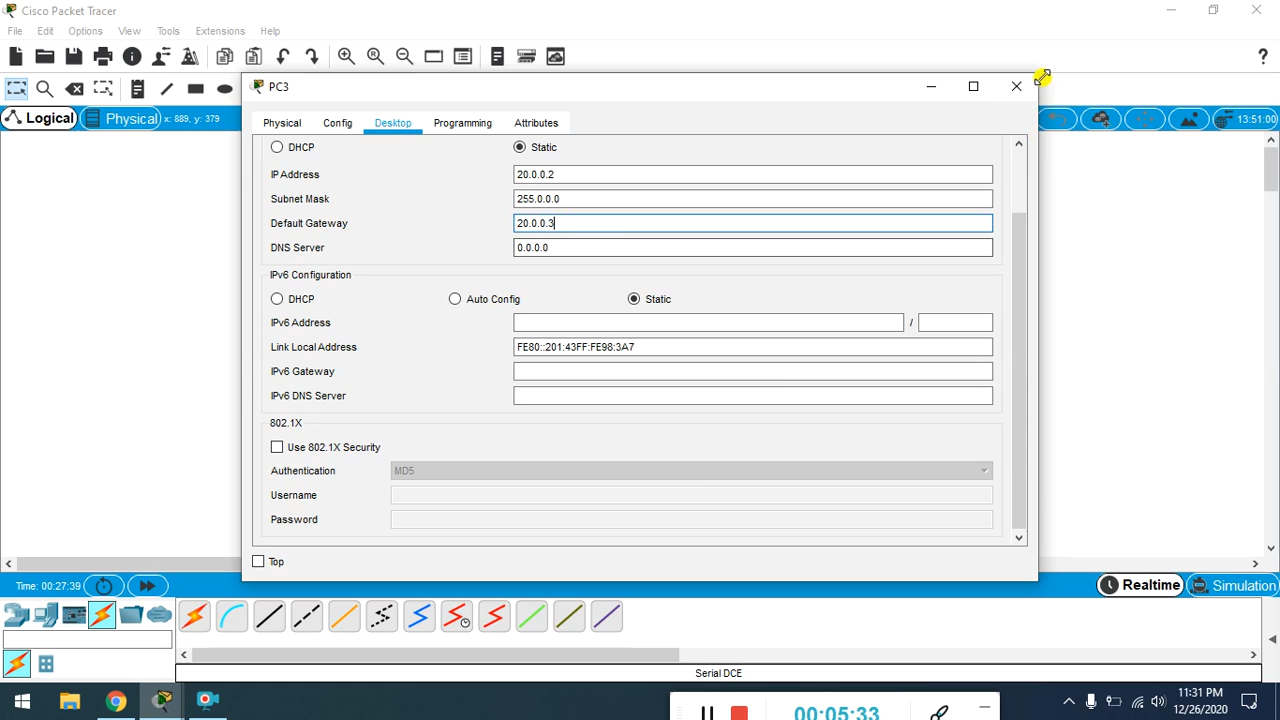 Cisco Packet Tracer
File Edit Options View Tools Extensions Help
?
PC3
Logical Physical x: 889, y: 379
13:51:00
Physical Config Desktop Programming Attributes
DHCP Static
IP Address 20.0.0.2
Subnet Mask 255.0.0.0
Default Gateway 20.0.0.3
DNS Server 0.0.0.0
IPv6 Configuration
DHCP Auto Config Static
IPv6 Address /
Link Local Address FE80::201:43FF:FE98:3A7
IPv6 Gateway
IPv6 DNS Server
802.1X
Use 802.1X Security
Authentication MD5
Username
Password
Top
Time: 00:27:39
Realtime Simulation
Serial DCE
11:31 PM
12/26/2020
00:05:33